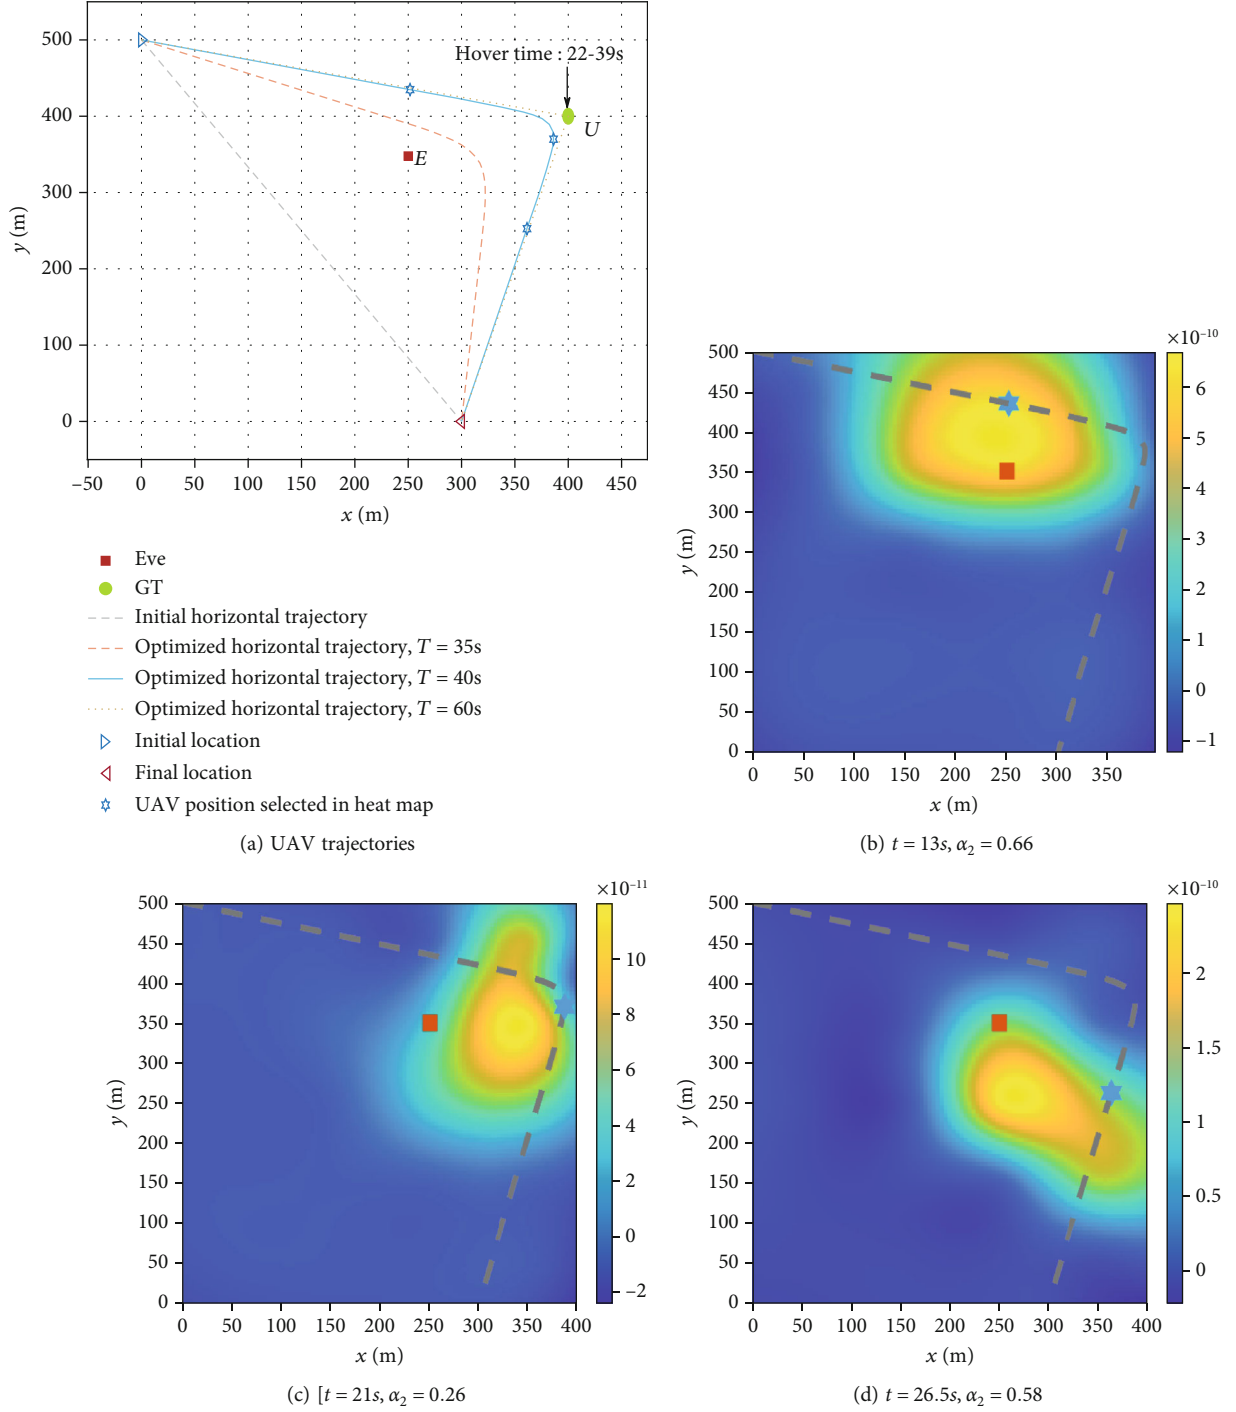 500
400
300
200
100
0
y (m)
Hover time : 22-39s
U
E
−50 0 50 100 150 200 250 300 350 400 450
x (m)
Eve
GT
Initial horizontal trajectory
Optimized horizontal trajectory, T = 35s
Optimized horizontal trajectory, T = 40s
Optimized horizontal trajectory, T = 60s
Initial location
Final location
UAV position selected in heat map
(a) UAV trajectories
×10⁻¹⁰
500
450
400
350
300
250
200
150
100
50
0
y (m)
0 50 100 150 200 250 300 350
x (m)
6
5
4
3
2
1
0
−1
(b) t = 13s, α₂ = 0.66
×10⁻¹¹
500
450
400
350
300
250
200
150
100
50
0
y (m)
0 50 100 150 200 250 300 350 400
x (m)
10
8
6
4
2
0
−2
(c) [t = 21s, α₂ = 0.26
×10⁻¹⁰
500
450
400
350
300
250
200
150
100
50
0
y (m)
0 50 100 150 200 250 300 350 400
x (m)
2
1.5
1
0.5
0
(d) t = 26.5s, α₂ = 0.58